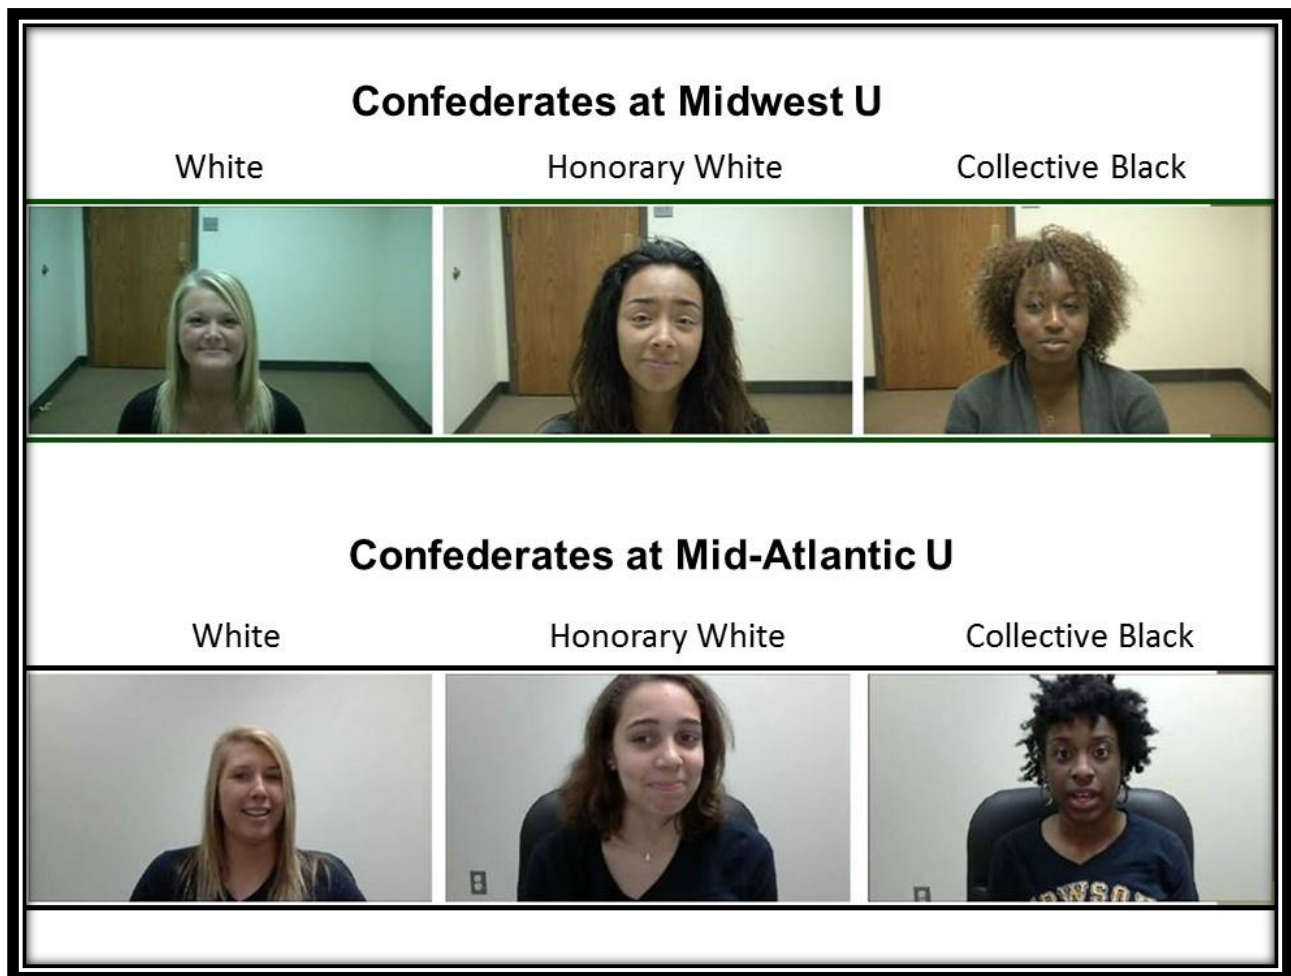 Confederates at Midwest U
White Honorary White Collective Black
Confederates at Mid-Atlantic U
White Honorary White Collective Black